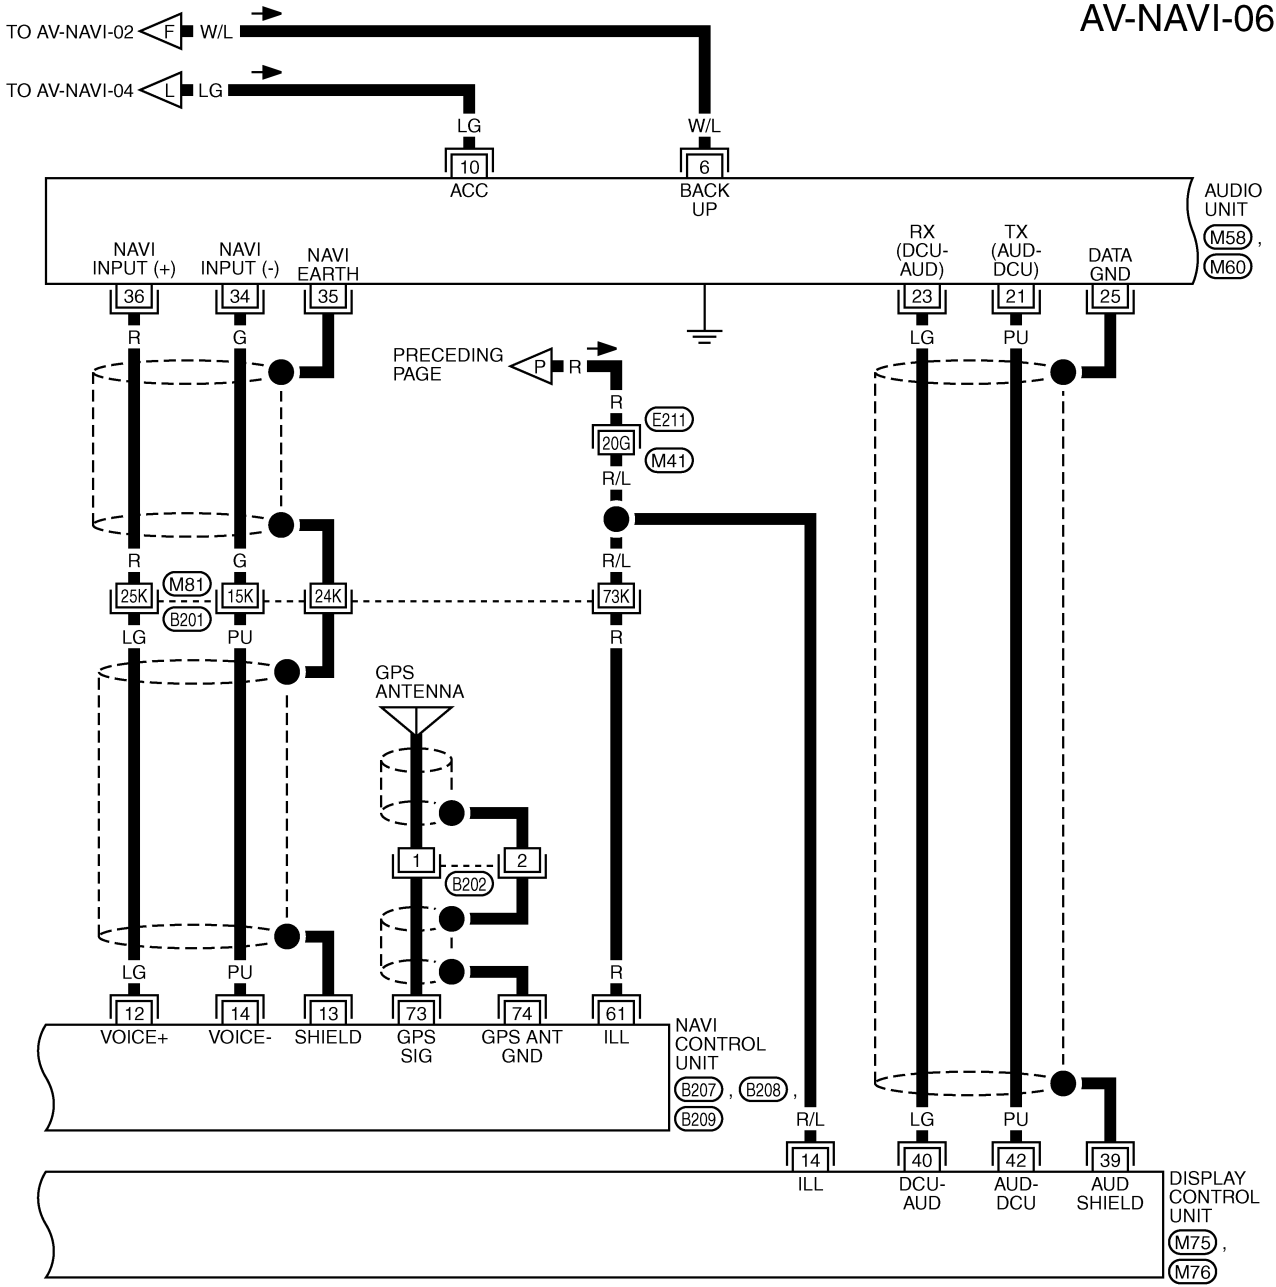 AV-NAVI-06
TO AV-NAVI-02 F W/L
TO AV-NAVI-04 L LG
LG W/L
10 6
ACC BACK
UP
AUDIO
UNIT
M58 ,
M60
NAVI
INPUT (+)
NAVI
INPUT (-)
NAVI
EARTH
RX
(DCU-
AUD)
TX
(AUD-
DCU)
DATA
GND
36 34 35 23 21 25
R G LG PU
PRECEDING
PAGE
P R
R
E211
20G
M41
R/L
R G R/L
M81
25K 15K 24K 73K
B201
LG PU R
GPS
ANTENNA
1 2
B202
LG PU R
12 14 13 73 74 61
VOICE+ VOICE- SHIELD
GPS
SIG
GPS ANT
GND
ILL
NAVI
CONTROL
UNIT
B207 , B208 ,
B209
R/L LG PU
14 40 42 39
ILL
DCU-
AUD
AUD-
DCU
AUD
SHIELD
DISPLAY
CONTROL
UNIT
M75 ,
M76